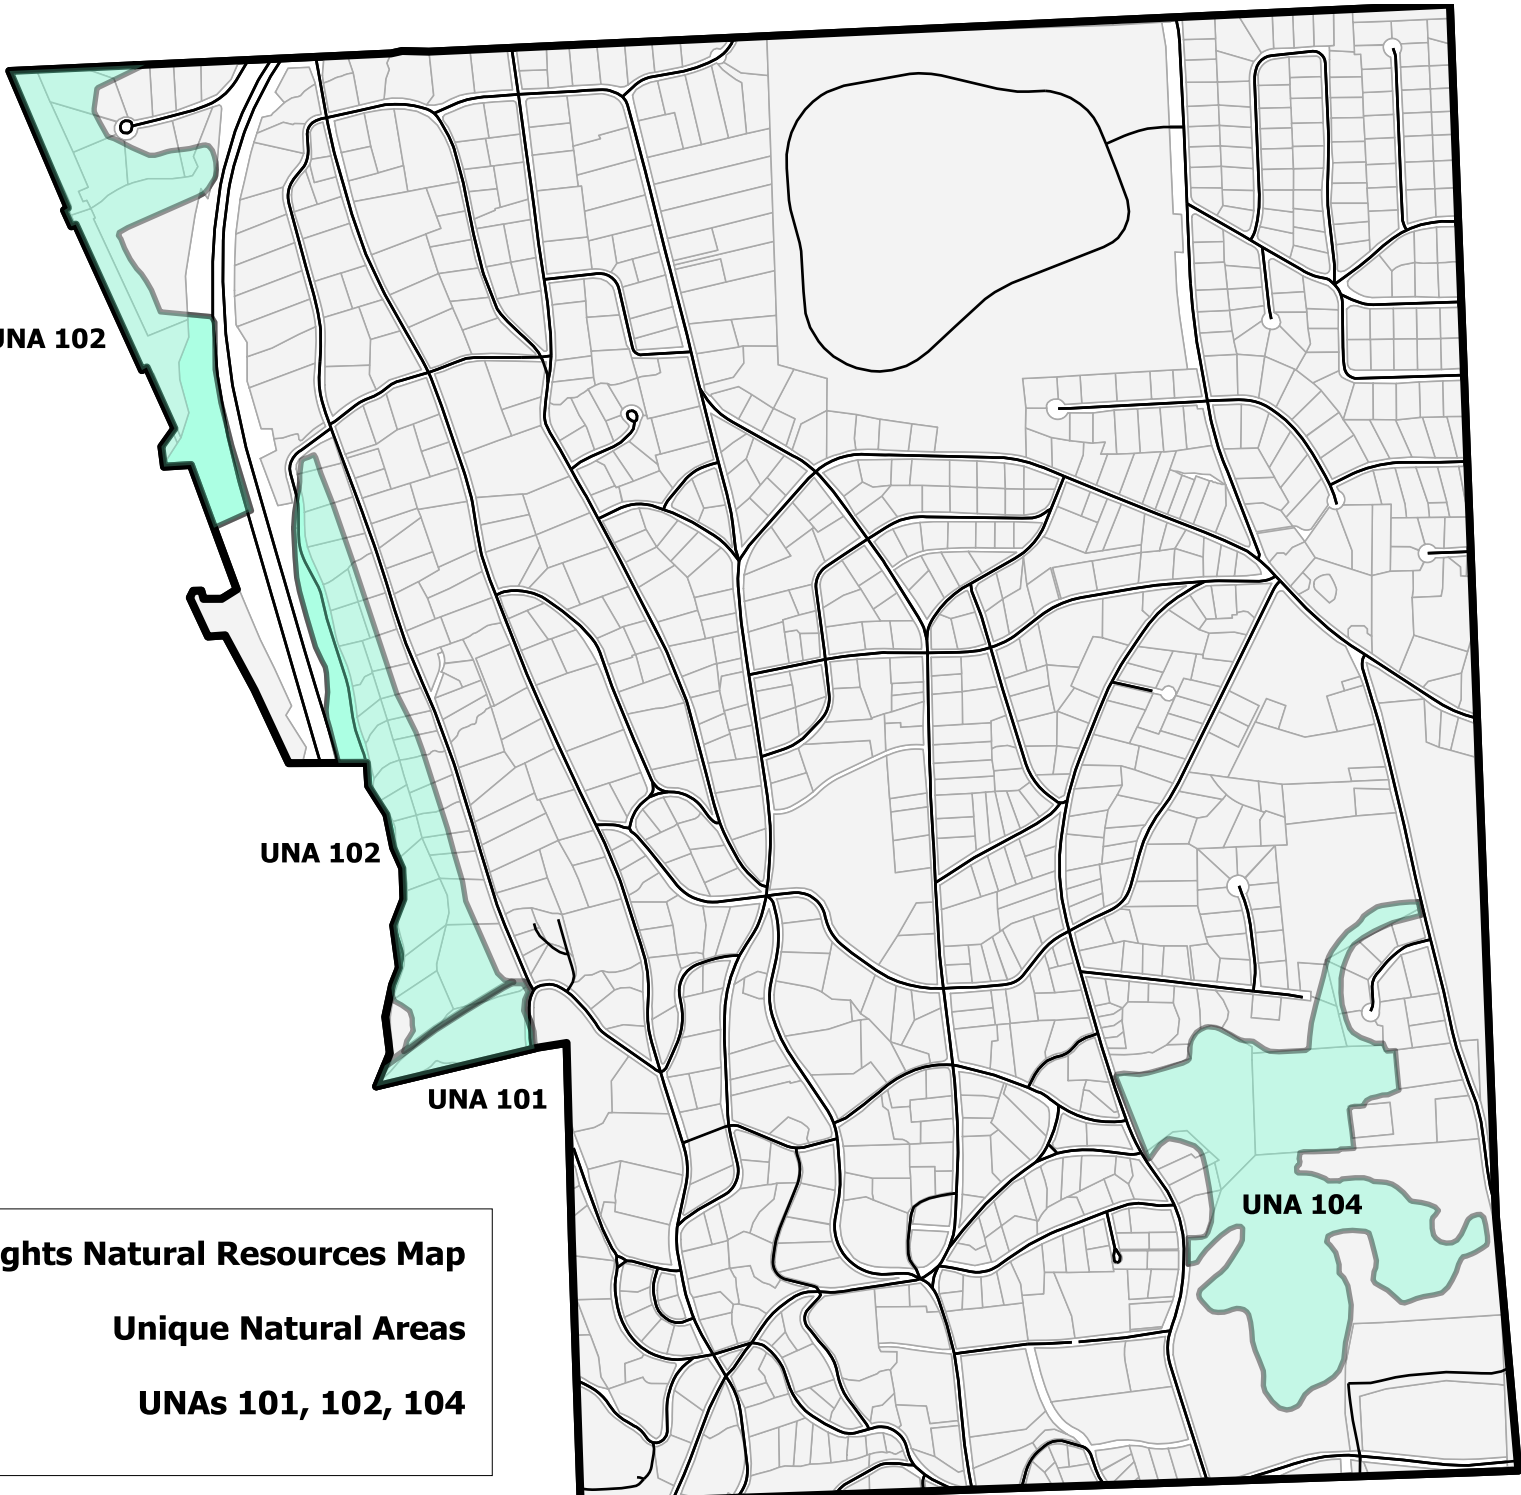 UNA 102
UNA 102
UNA 101
UNA 104
ghts Natural Resources Map
Unique Natural Areas
UNAs 101, 102, 104